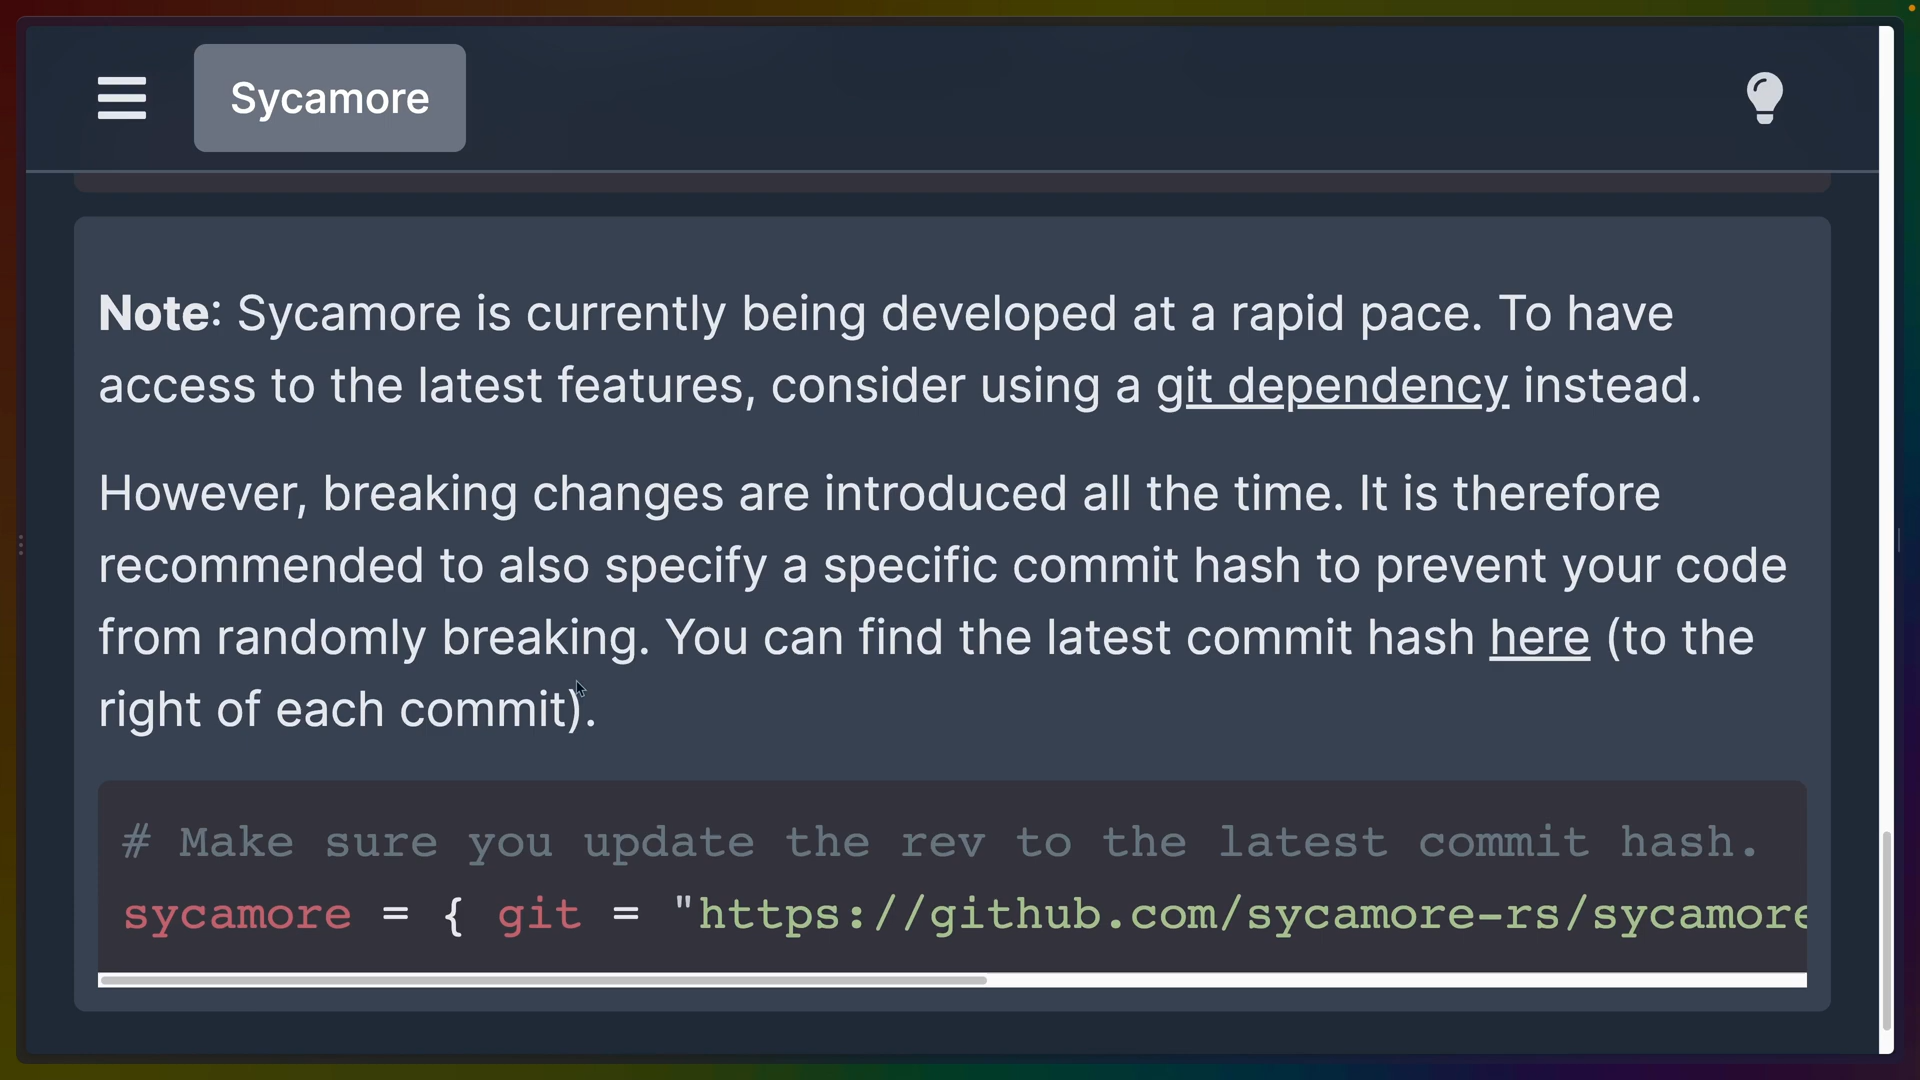 Sycamore
Note: Sycamore is currently being developed at a rapid pace. To have
access to the latest features, consider using a git dependency instead.
However, breaking changes are introduced all the time. It is therefore
recommended to also specify a specific commit hash to prevent your code
from randomly breaking. You can find the latest commit hash here (to the
right of each commit).
# Make sure you update the rev to the latest commit hash.
sycamore = { git = "https://github.com/sycamore-rs/sycamore